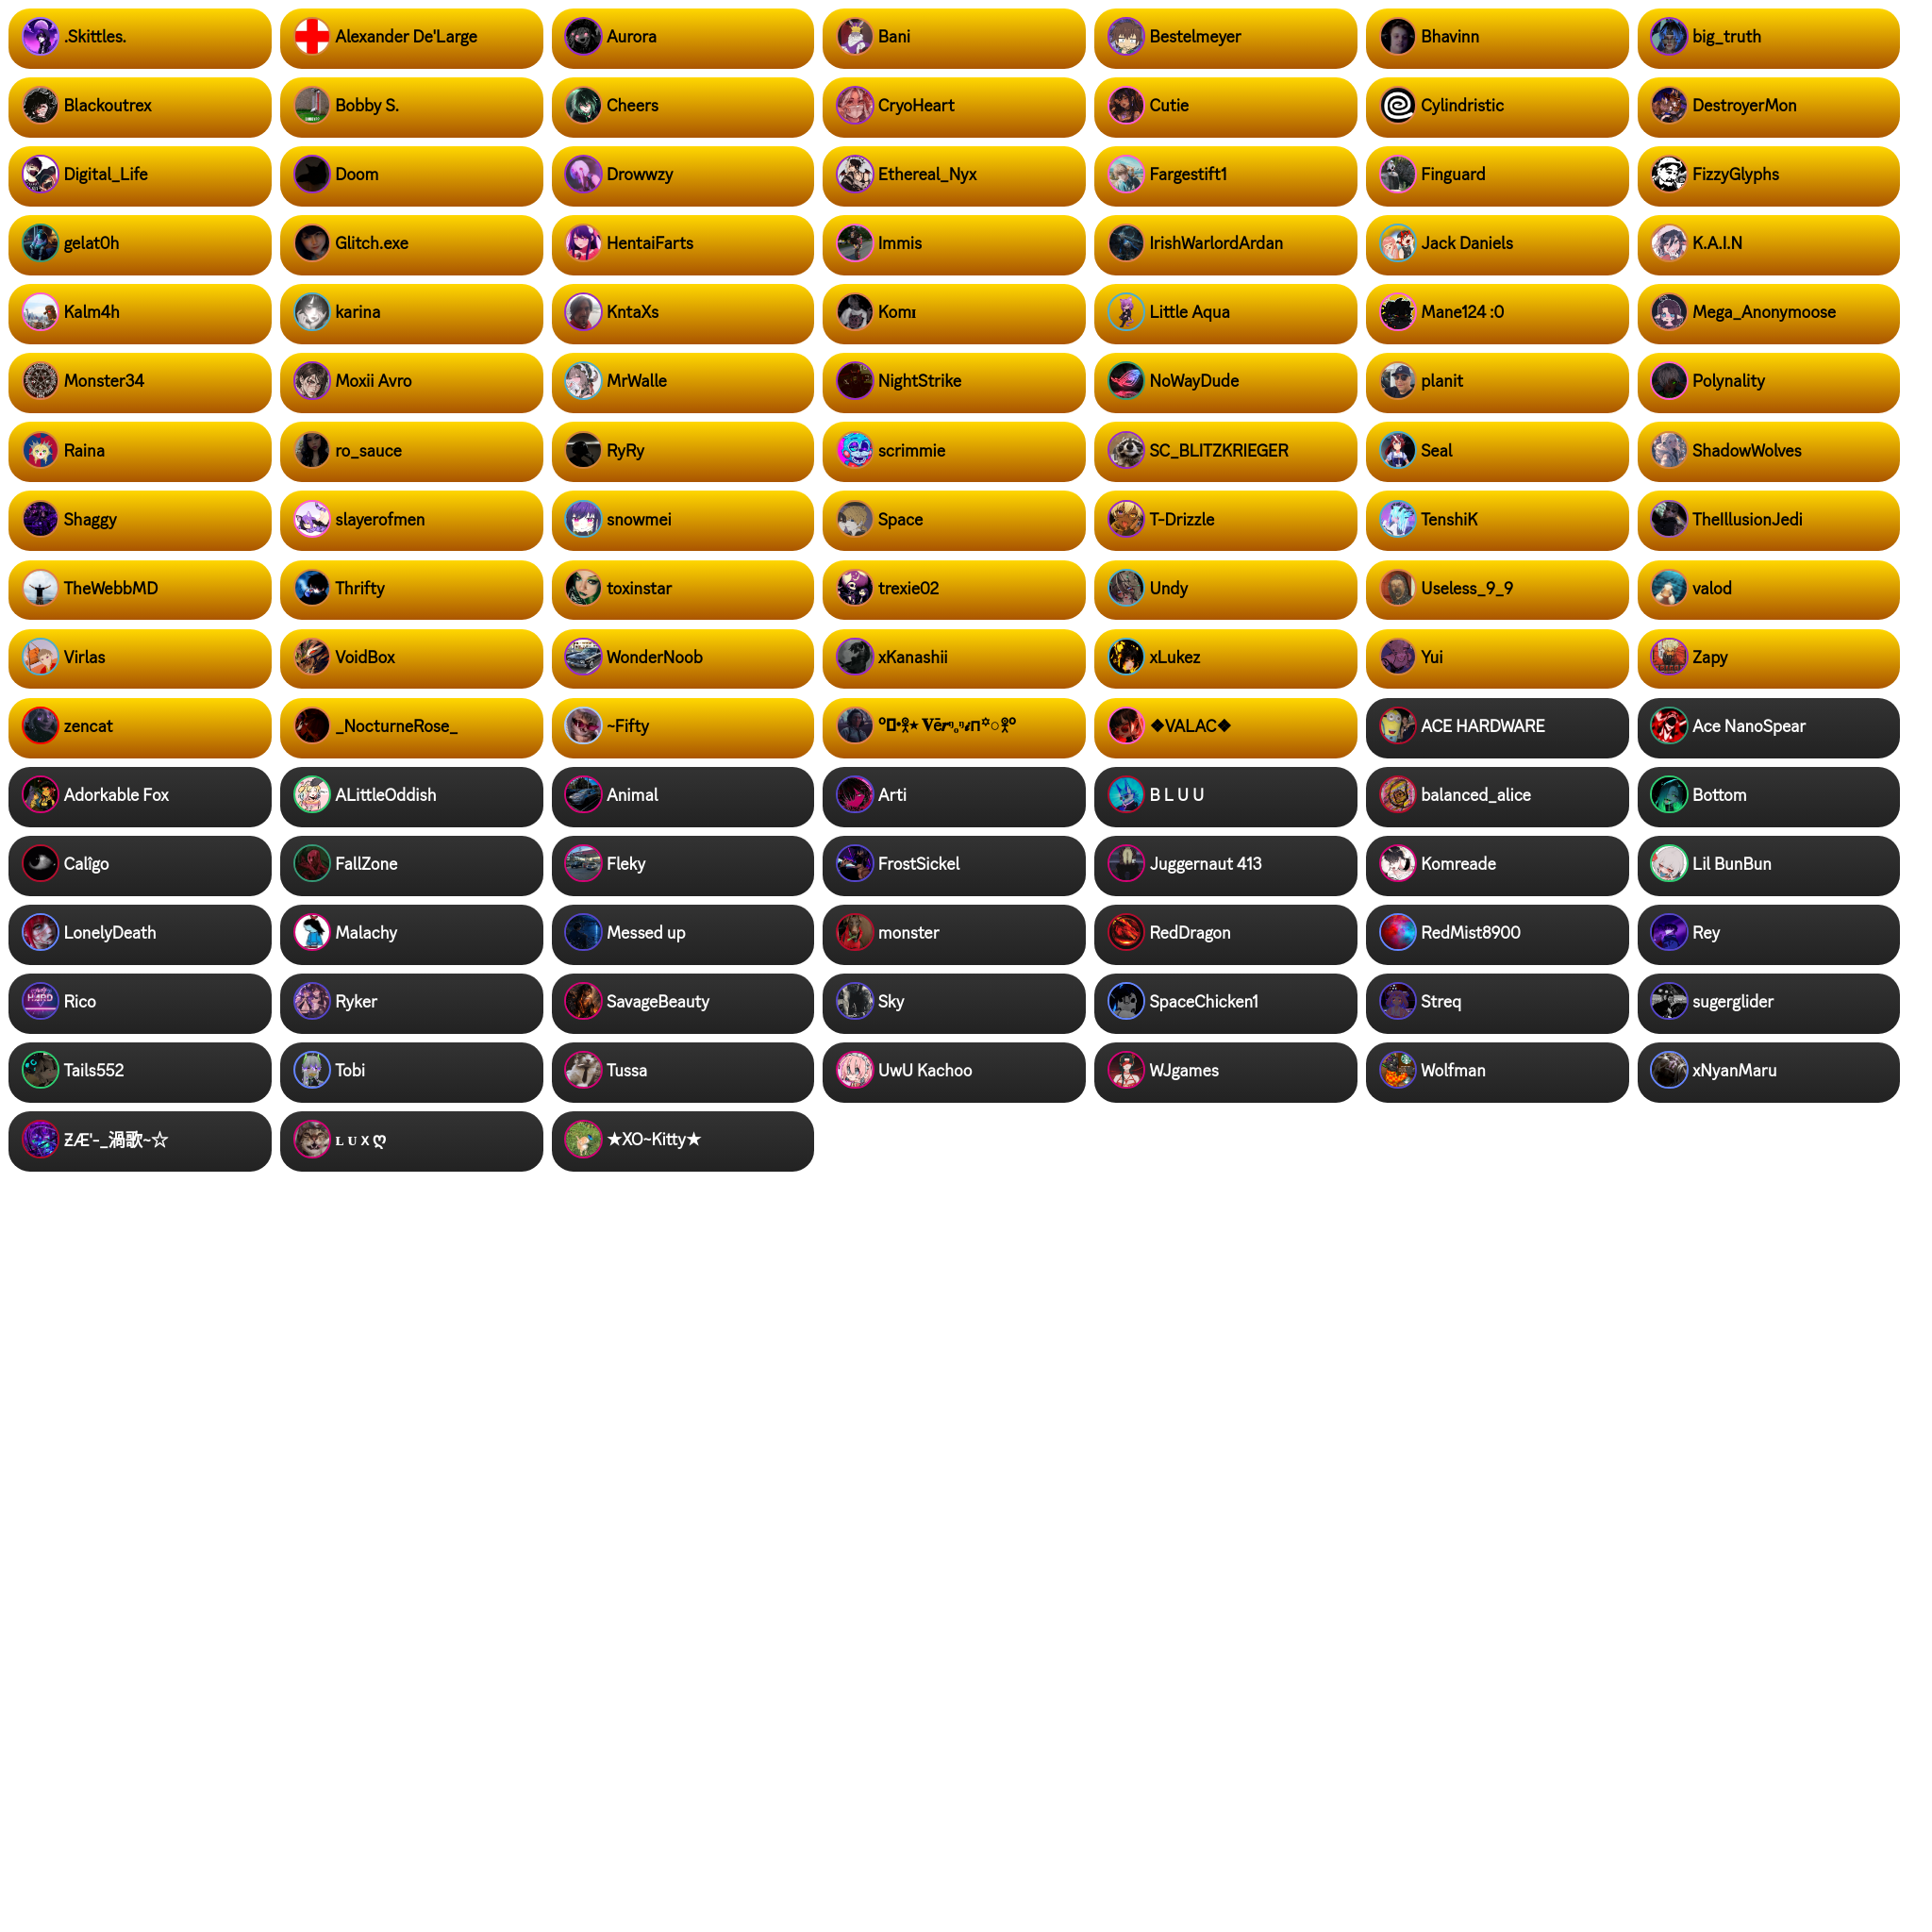 .Skittles. Alexander De'Large Aurora Bani Bestelmeyer Bhavinn big_truth
Blackoutrex Bobby S. Cheers CryoHeart Cutie Cylindristic DestroyerMon
Digital_Life Doom Drowwzy Ethereal_Nyx Fargestift1 Finguard FizzyGlyphs
gelat0h Glitch.exe HentaiFarts Immis IrishWarlordArdan Jack Daniels K.A.I.N
Kalm4h karina KntaXs Komɪ Little Aqua Mane124 :0 Mega_Anonymoose
Monster34 Moxii Avro MrWalle NightStrike NoWayDude planit Polynality
Raina ro_sauce RyRy scrimmie SC_BLITZKRIEGER Seal ShadowWolves
Shaggy slayerofmen snowmei Space T-Drizzle TenshiK TheIllusionJedi
TheWebbMD Thrifty toxinstar trexie02 Undy Useless_9_9 valod
Virlas VoidBox WonderNoob xKanashii xLukez Yui Zapy
zencat _NocturneRose_ ~Fifty ❖VALAC❖ ACE HARDWARE Ace NanoSpear
Adorkable Fox ALittleOddish Animal Arti B L U U balanced_alice Bottom
Calîgo FallZone Fleky FrostSickel Juggernaut 413 Komreade Lil BunBun
LonelyDeath Malachy Messed up monster RedDragon RedMist8900 Rey
Rico Ryker SavageBeauty Sky SpaceChicken1 Streq sugerglider
Tails552 Tobi Tussa UwU Kachoo WJgames Wolfman xNyanMaru
ƵÆ'-_渦歌~☆ ʟ ᴜ x ღ ★XO~Kitty★